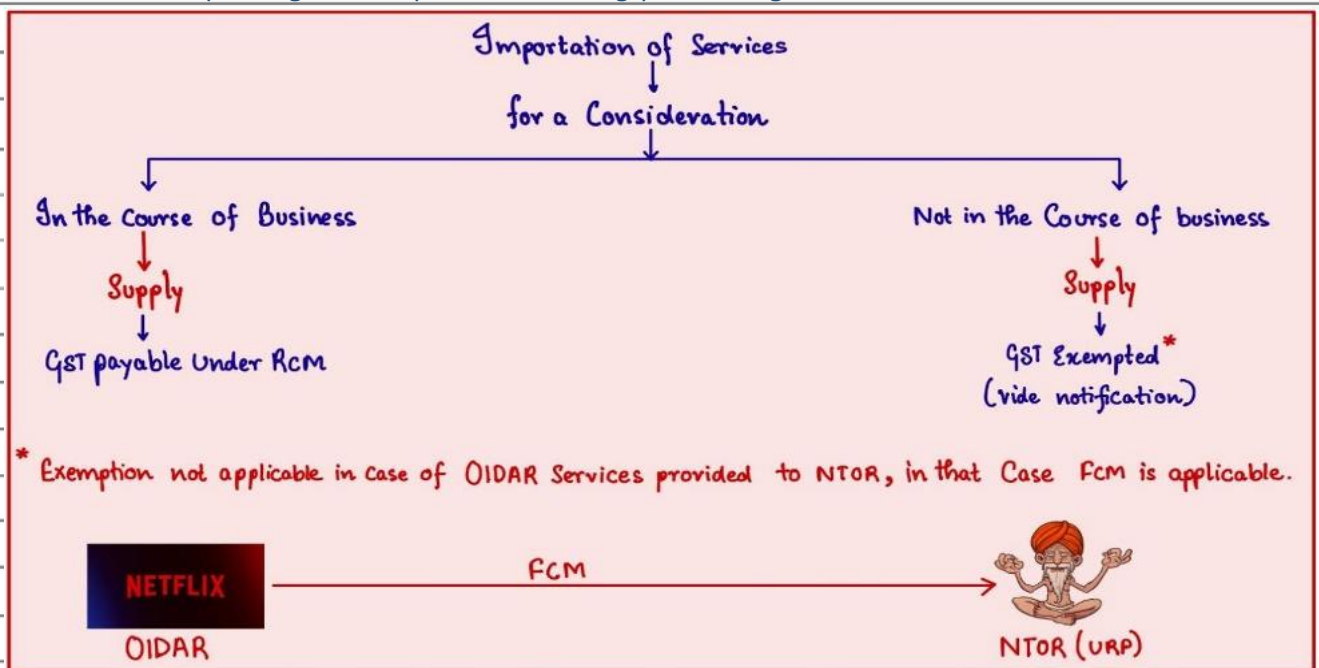 Importation of Services
for a Consideration
In the Course of Business
Not in the Course of business
Supply
Supply
GST payable Under RCM
GST Exempted*
(vide notification)
* Exemption not applicable in case of OIDAR Services provided to NTOR, in that Case FCM is applicable.
FCM
NETFLIX
OIDAR
NTOR (URP)